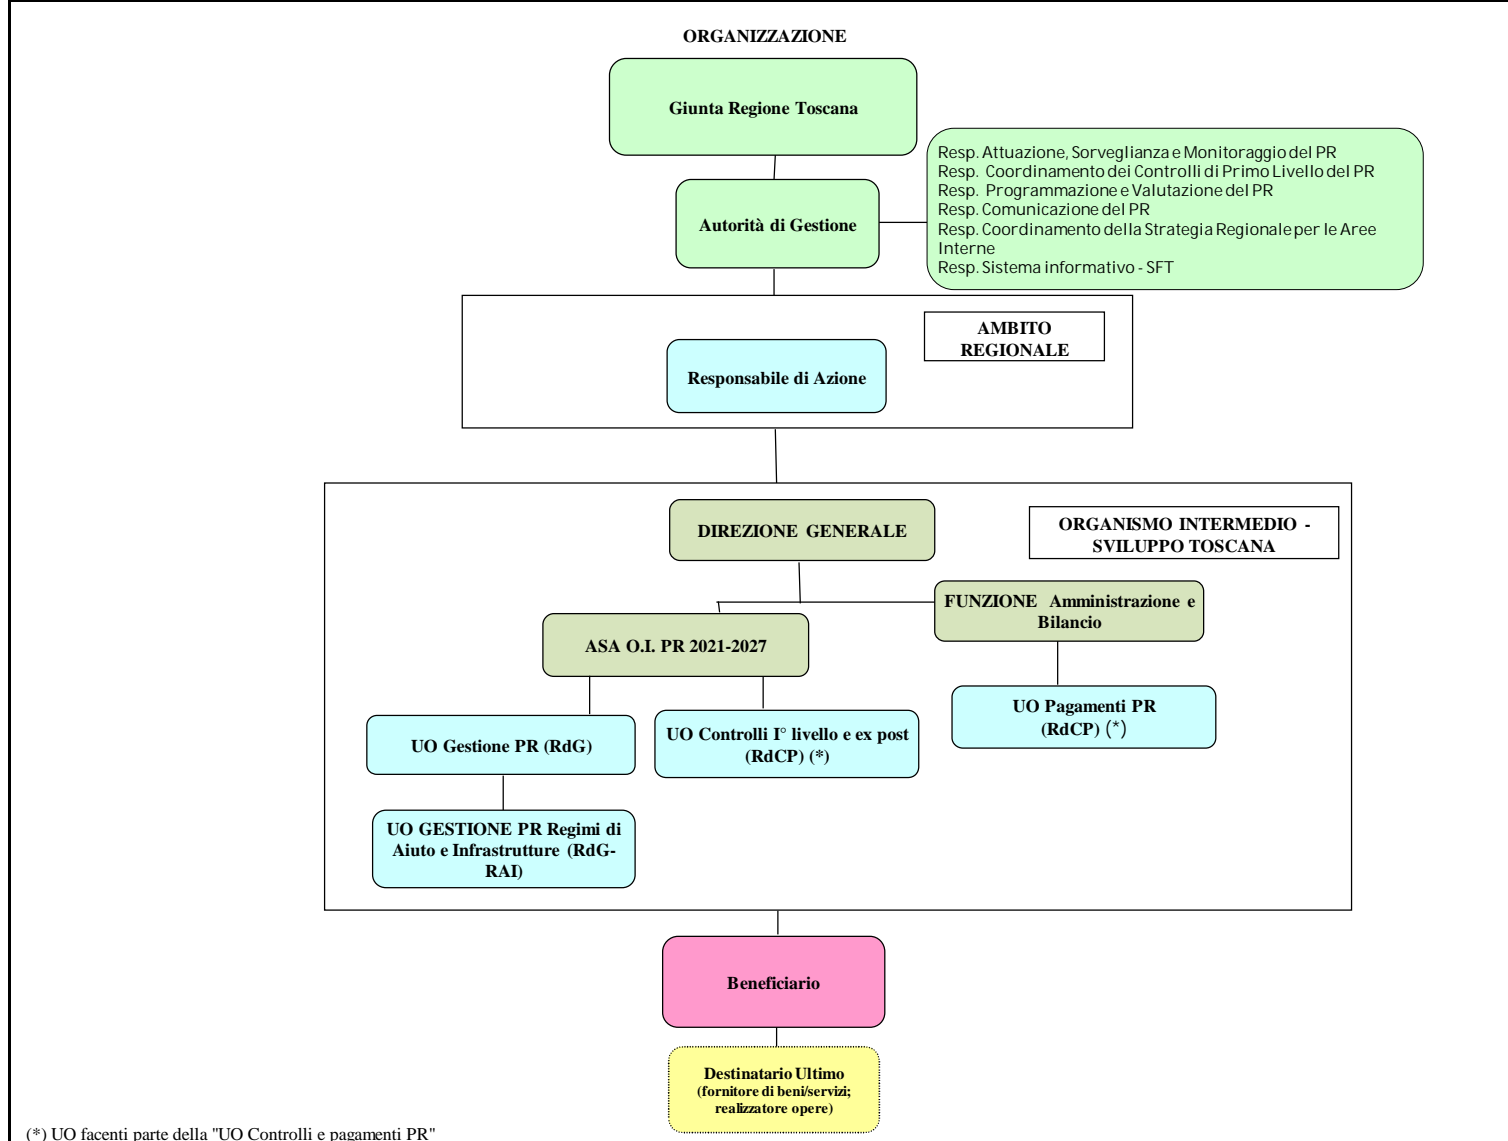 ORGANIZZAZIONE
Giunta Regione Toscana
Resp. Attuazione, Sorveglianza e Monitoraggio del PR
Resp. Coordinamento dei Controlli di Primo Livello del PR
Resp. Programmazione e Valutazione del PR
Resp. Comunicazione del PR
Resp. Coordinamento della Strategia Regionale per le Aree
Interne
Resp. Sistema informativo - SFT
Autorità di Gestione
AMBITO
REGIONALE
Responsabile di Azione
DIREZIONE GENERALE
ORGANISMO INTERMEDIO -
SVILUPPO TOSCANA
FUNZIONE Amministrazione e
Bilancio
ASA O.I. PR 2021-2027
UO Gestione PR (RdG)
UO Controlli I° livello e ex post
(RdCP) (*)
UO Pagamenti PR
(RdCP) (*)
UO GESTIONE PR Regimi di
Aiuto e Infrastrutture (RdG-
RAI)
Beneficiario
Destinatario Ultimo
(fornitore di beni/servizi;
realizzatore opere)
(*) UO facenti parte della "UO Controlli e pagamenti PR"